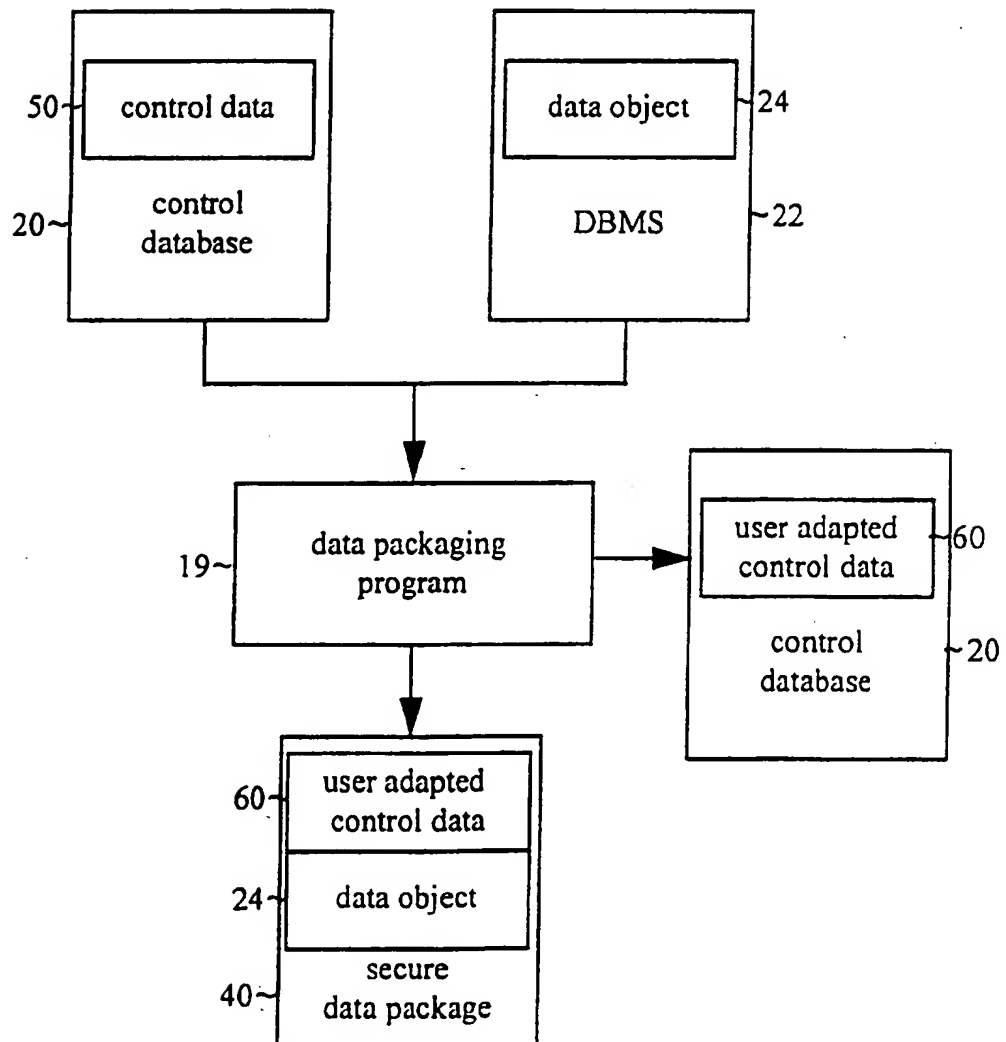 50~ control data
data object 24
20~ control
database
DBMS ~22
19~ data packaging
program
user adapted ~60
control data
control ~20
database
user adapted
60~ control data
24~ data object
secure
40~ data package